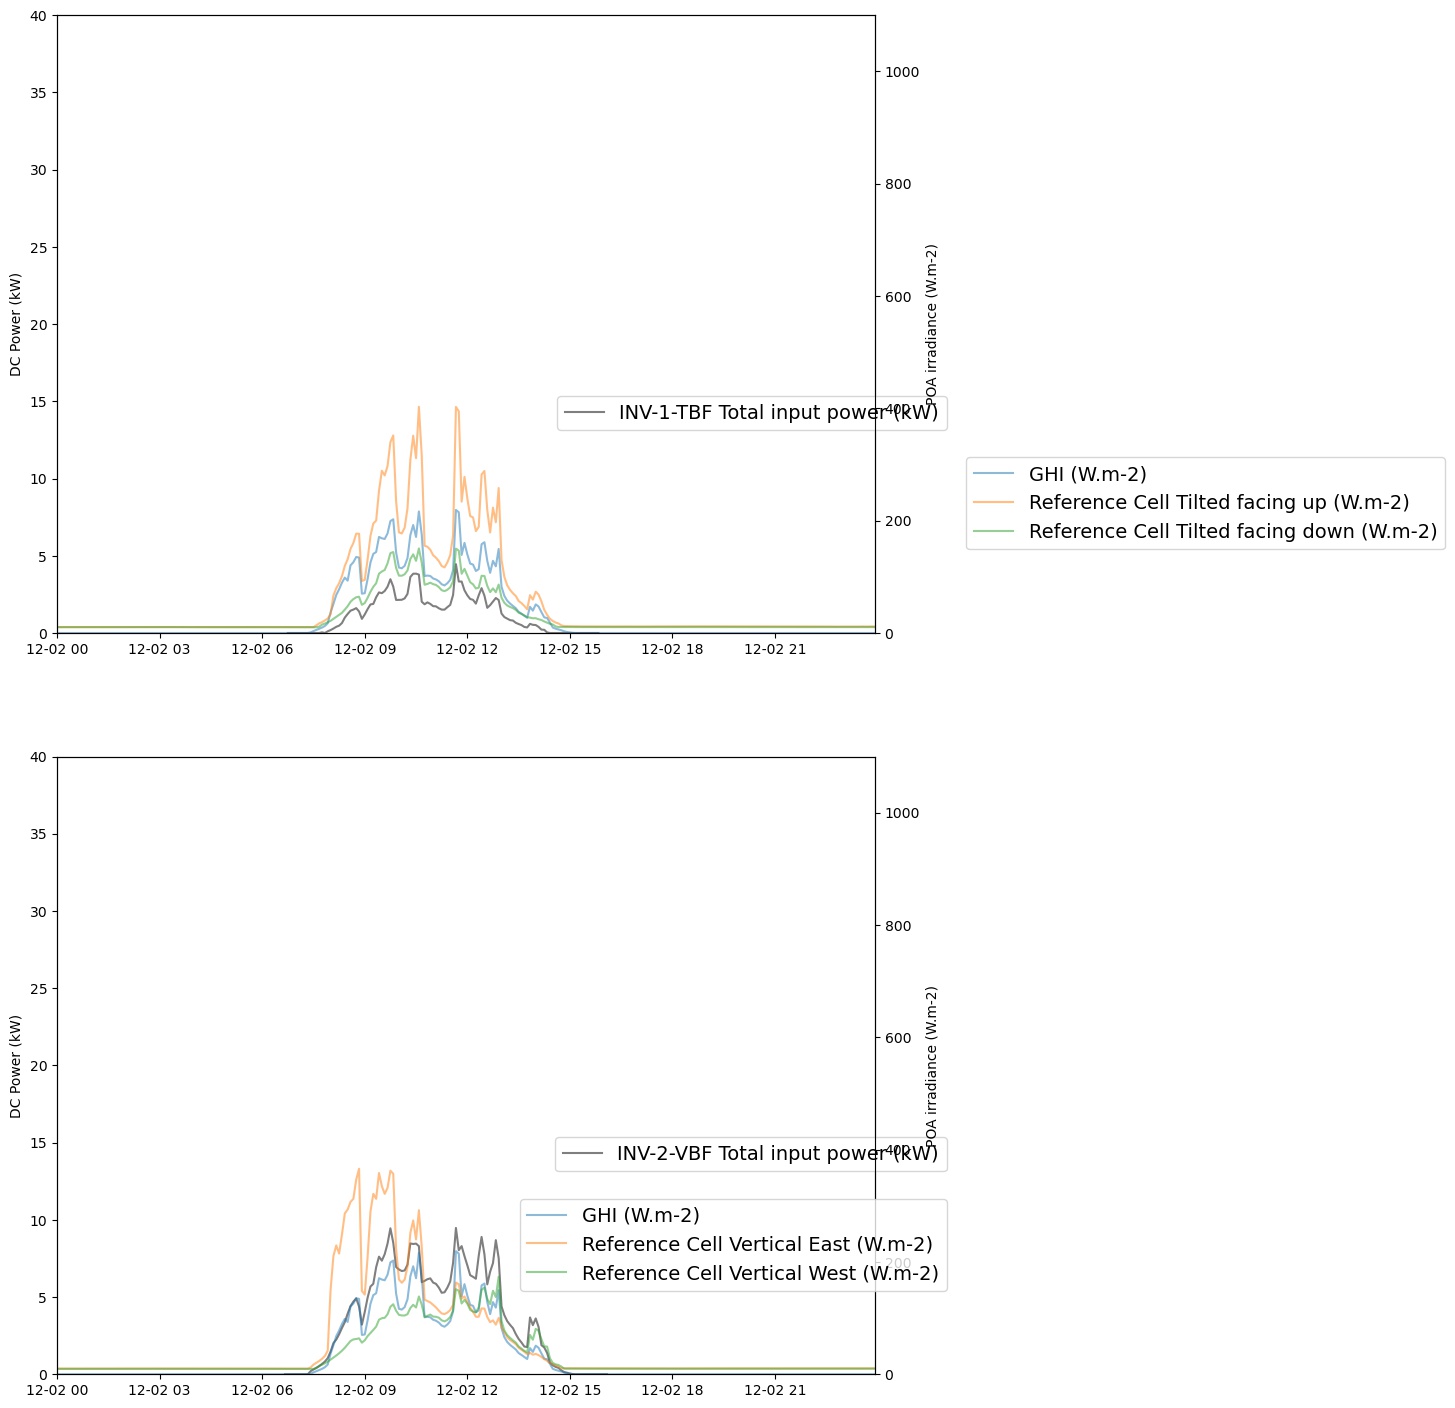 40
35
30
25
20
15
10
5
0
DC Power (kW)
1000
800
600
400
200
0
POA irradiance (W.m-2)
INV-1-TBF Total input power (kW)
GHI (W.m-2)
Reference Cell Tilted facing up (W.m-2)
Reference Cell Tilted facing down (W.m-2)
12-02 00 12-02 03 12-02 06 12-02 09 12-02 12 12-02 15 12-02 18 12-02 21
40
35
30
25
20
15
10
5
0
DC Power (kW)
1000
800
600
400
200
0
POA irradiance (W.m-2)
INV-2-VBF Total input power (kW)
GHI (W.m-2)
Reference Cell Vertical East (W.m-2)
Reference Cell Vertical West (W.m-2)
12-02 00 12-02 03 12-02 06 12-02 09 12-02 12 12-02 15 12-02 18 12-02 21